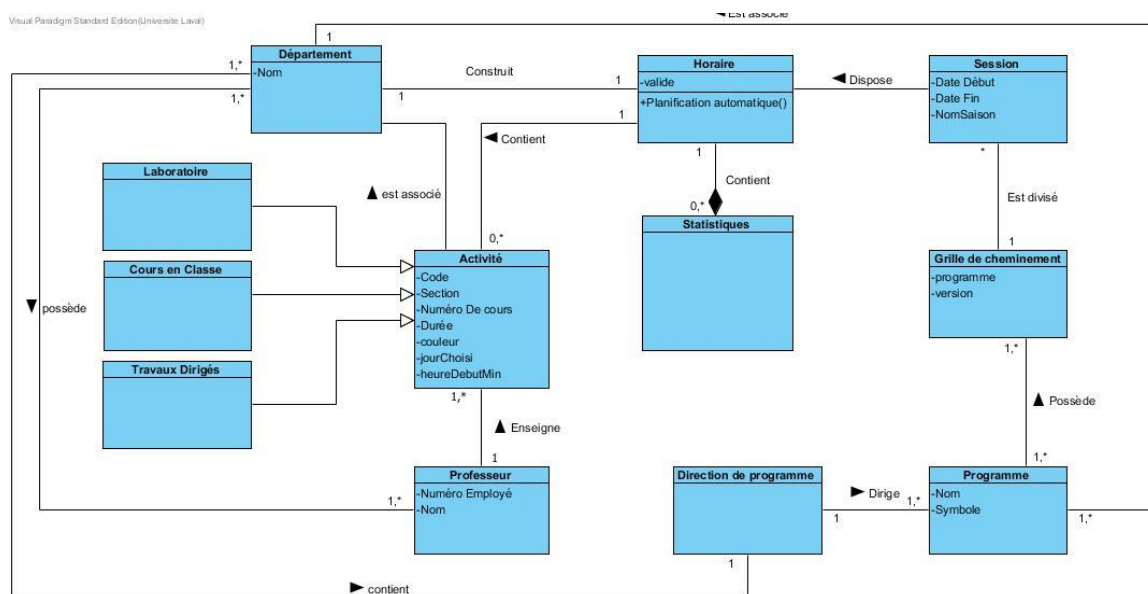 Visual Paradigm Standard Edition(Universite Laval)
Est associé
1
Département
-Nom
1,*
1,*
1
Construit
1
Horaire
-valide
+Planification automatique()
Dispose
Session
-Date Début
-Date Fin
-NomSaison
1
Contient
1
Contient
0,*
*
Est divisé
1
Laboratoire
est associé
0,*
Statistiques
Cours en Classe
Activité
-Code
-Section
-Numéro De cours
-Durée
-couleur
-jourChoisi
-heureDebutMin
Grille de cheminement
-programme
-version
possède
Travaux Dirigés
1,*
Enseigne
1
1,*
Possède
1,*
Professeur
-Numéro Employé
-Nom
1,*
Direction de programme
Dirige
1
1,*
Programme
-Nom
-Symbole
1,*
1
contient